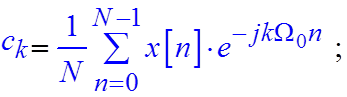 c_k = \frac{1}{N} \sum_{n=0}^{N-1} x[n] \cdot e^{-jk\Omega_0 n} ;